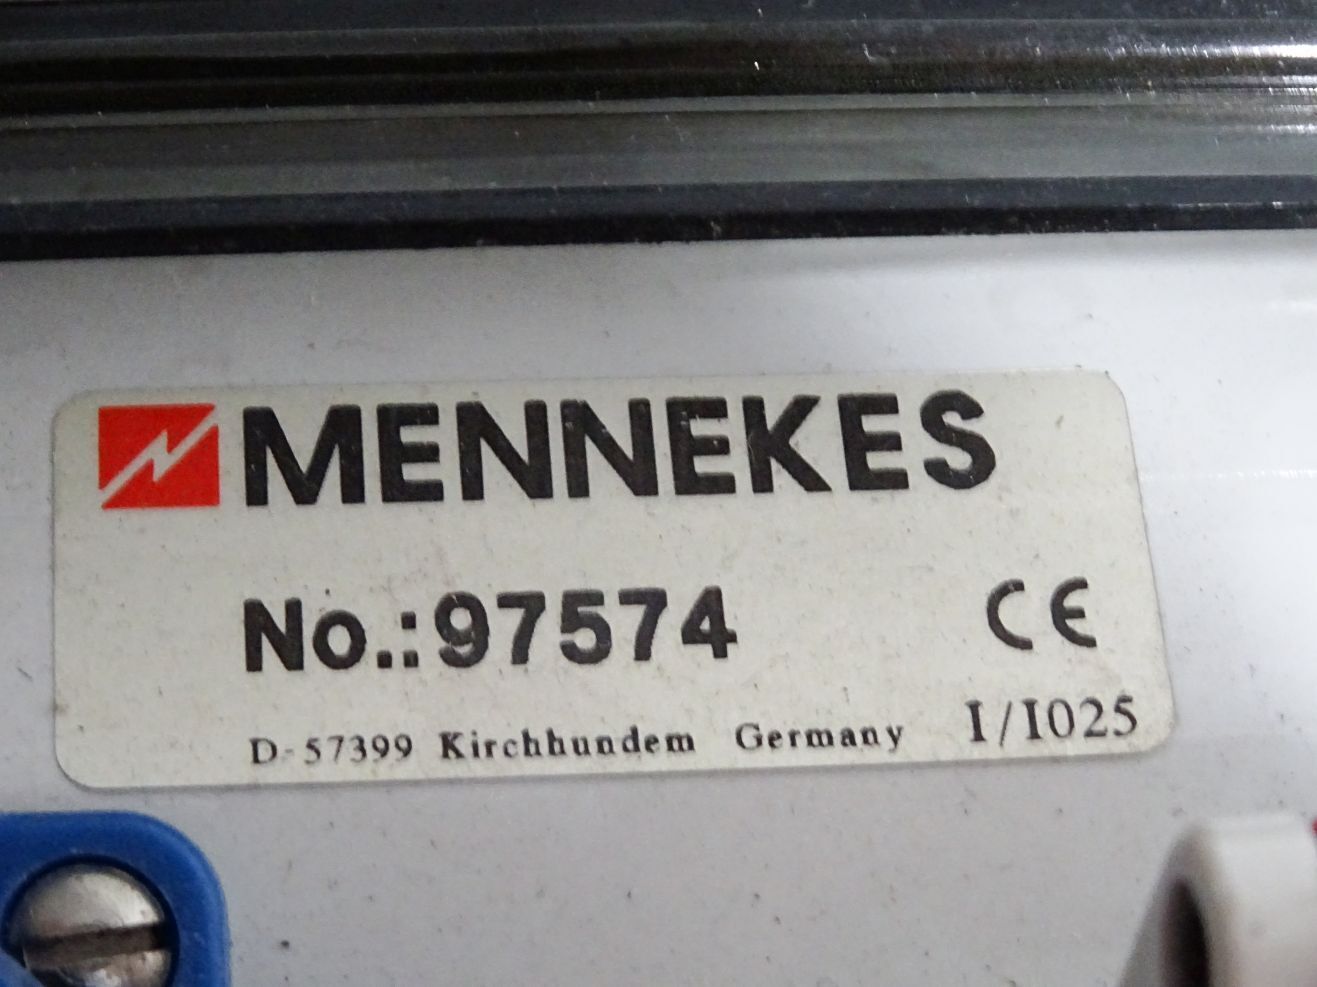 MENNEKES
No.:97574 CE
D-57399 Kirchhundem Germany I/I025